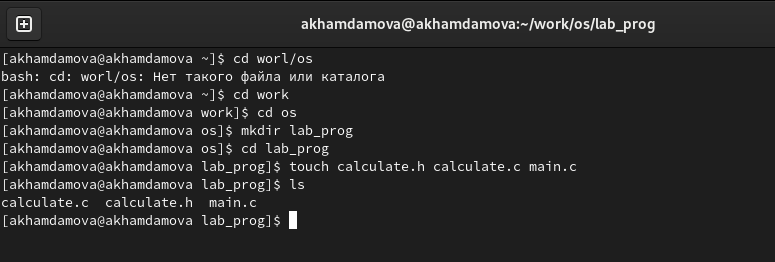 akhamdamova@akhamdamova:~/work/os/lab_prog
[akhamdamova@akhamdamova ~]$ cd worl/os
bash: cd: worl/os: Нет такого файла или каталога
[akhamdamova@akhamdamova ~]$ cd work
[akhamdamova@akhamdamova work]$ cd os
[akhamdamova@akhamdamova os]$ mkdir lab_prog
[akhamdamova@akhamdamova os]$ cd lab_prog
[akhamdamova@akhamdamova lab_prog]$ touch calculate.h calculate.c main.c
[akhamdamova@akhamdamova lab_prog]$ ls
calculate.c  calculate.h  main.c
[akhamdamova@akhamdamova lab_prog]$